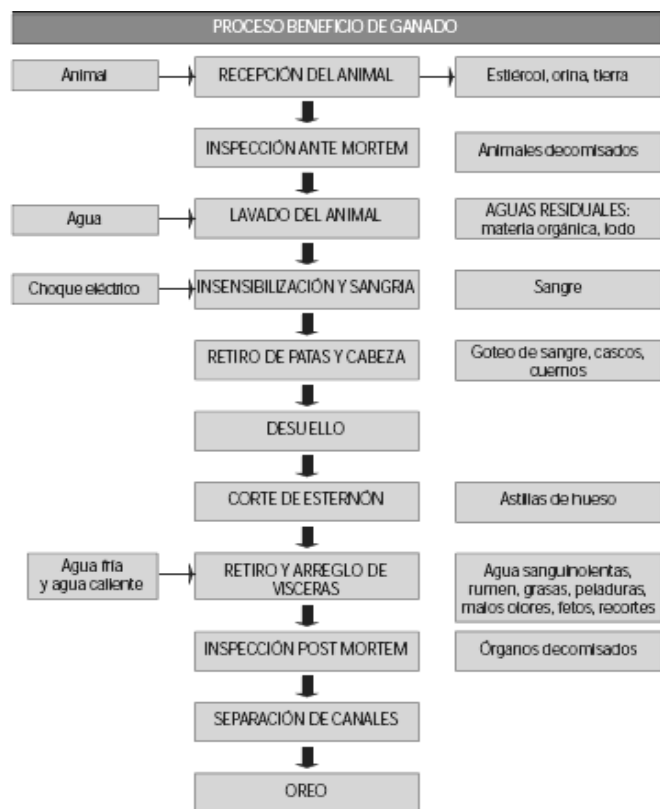 PROCESO BENEFICIO DE GANADO
Animal
RECEPCIÓN DEL ANIMAL
Estiércol, orina, tierra
INSPECCIÓN ANTE MORTEM
Animales decomisados
Agua
LAVADO DEL ANIMAL
AGUAS RESIDUALES:
materia orgánica, lodo
Choque eléctrico
INSENSIBILIZACIÓN Y SANGRIA
Sangre
RETIRO DE PATAS Y CABEZA
Goteo de sangre, cascos,
cuernos
DESUELLO
CORTE DE ESTERNÓN
Astillas de hueso
Agua fría
y agua caliente
RETIRO Y ARREGLO DE
VISCERAS
Agua sanguinolentas,
rumen, grasas, peladuras,
malos olores, fetos, recortes
INSPECCIÓN POST MORTEM
Órganos decomisados
SEPARACIÓN DE CANALES
OREO